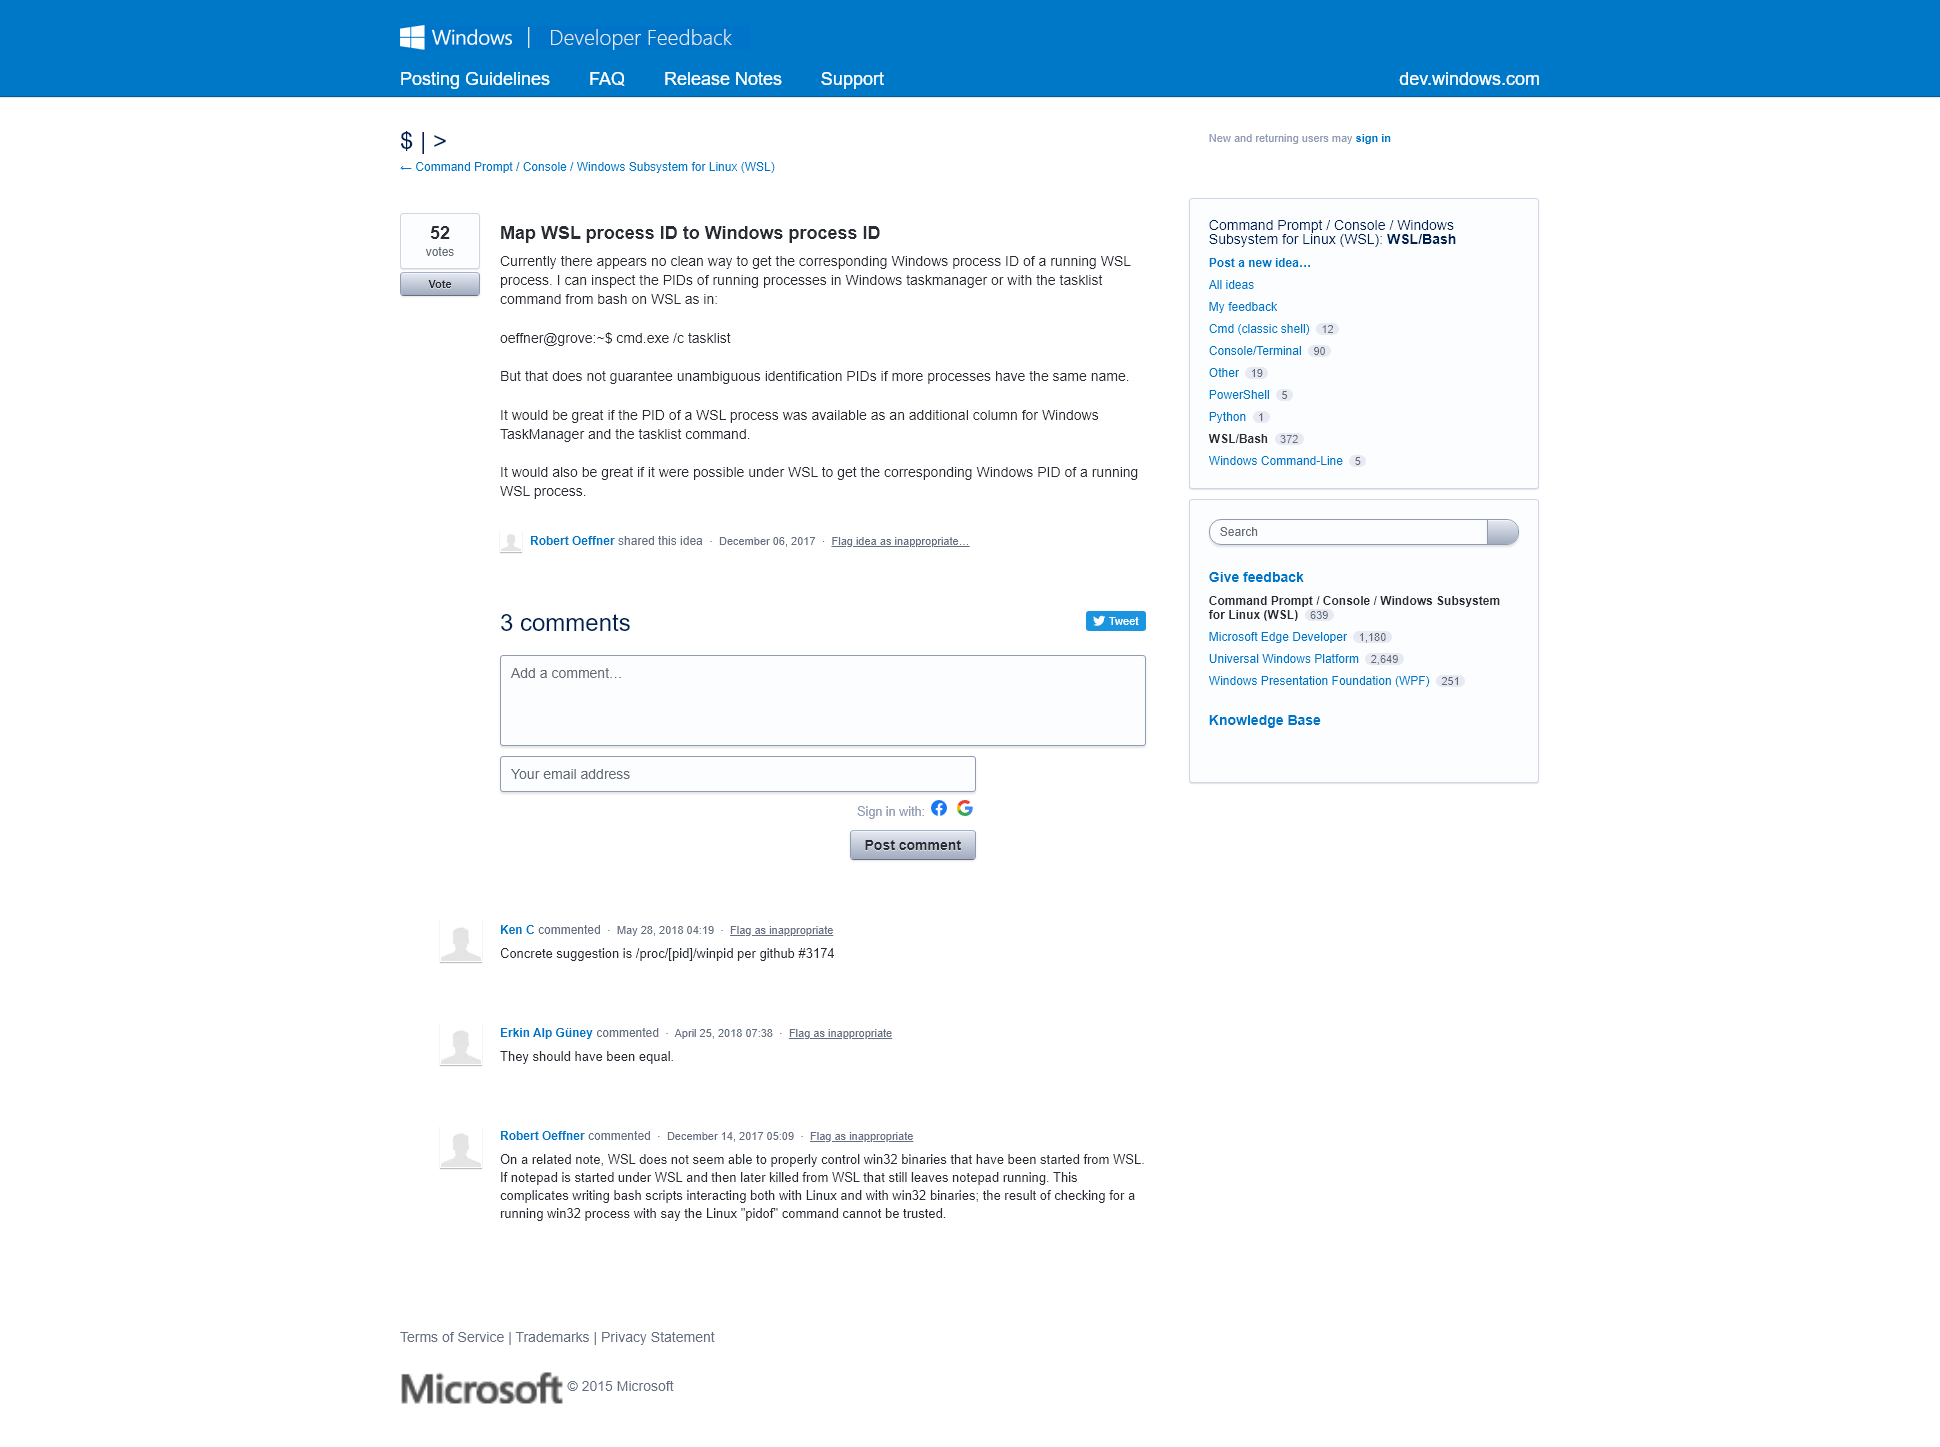 Windows | Developer Feedback
Posting Guidelines FAQ Release Notes Support dev.windows.com
$ | >
← Command Prompt / Console / Windows Subsystem for Linux (WSL)
New and returning users may sign in
52
votes
Vote
Map WSL process ID to Windows process ID
Currently there appears no clean way to get the corresponding Windows process ID of a running WSL
process. I can inspect the PIDs of running processes in Windows taskmanager or with the tasklist
command from bash on WSL as in:
oeffner@grove:~$ cmd.exe /c tasklist
But that does not guarantee unambiguous identification PIDs if more processes have the same name.
It would be great if the PID of a WSL process was available as an additional column for Windows
TaskManager and the tasklist command.
It would also be great if it were possible under WSL to get the corresponding Windows PID of a running
WSL process.
Robert Oeffner shared this idea · December 06, 2017 · Flag idea as inappropriate…
3 comments
Tweet
Add a comment…
Your email address
Sign in with:
Post comment
Ken C commented · May 28, 2018 04:19 · Flag as inappropriate
Concrete suggestion is /proc/[pid]/winpid per github #3174
Erkin Alp Güney commented · April 25, 2018 07:38 · Flag as inappropriate
They should have been equal.
Robert Oeffner commented · December 14, 2017 05:09 · Flag as inappropriate
On a related note, WSL does not seem able to properly control win32 binaries that have been started from WSL.
If notepad is started under WSL and then later killed from WSL that still leaves notepad running. This
complicates writing bash scripts interacting both with Linux and with win32 binaries; the result of checking for a
running win32 process with say the Linux "pidof" command cannot be trusted.
Command Prompt / Console / Windows
Subsystem for Linux (WSL): WSL/Bash
Post a new idea…
All ideas
My feedback
Cmd (classic shell) 12
Console/Terminal 90
Other 19
PowerShell 5
Python 1
WSL/Bash 372
Windows Command-Line 5
Search
Give feedback
Command Prompt / Console / Windows Subsystem
for Linux (WSL) 639
Microsoft Edge Developer 1,180
Universal Windows Platform 2,649
Windows Presentation Foundation (WPF) 251
Knowledge Base
Terms of Service | Trademarks | Privacy Statement
Microsoft © 2015 Microsoft